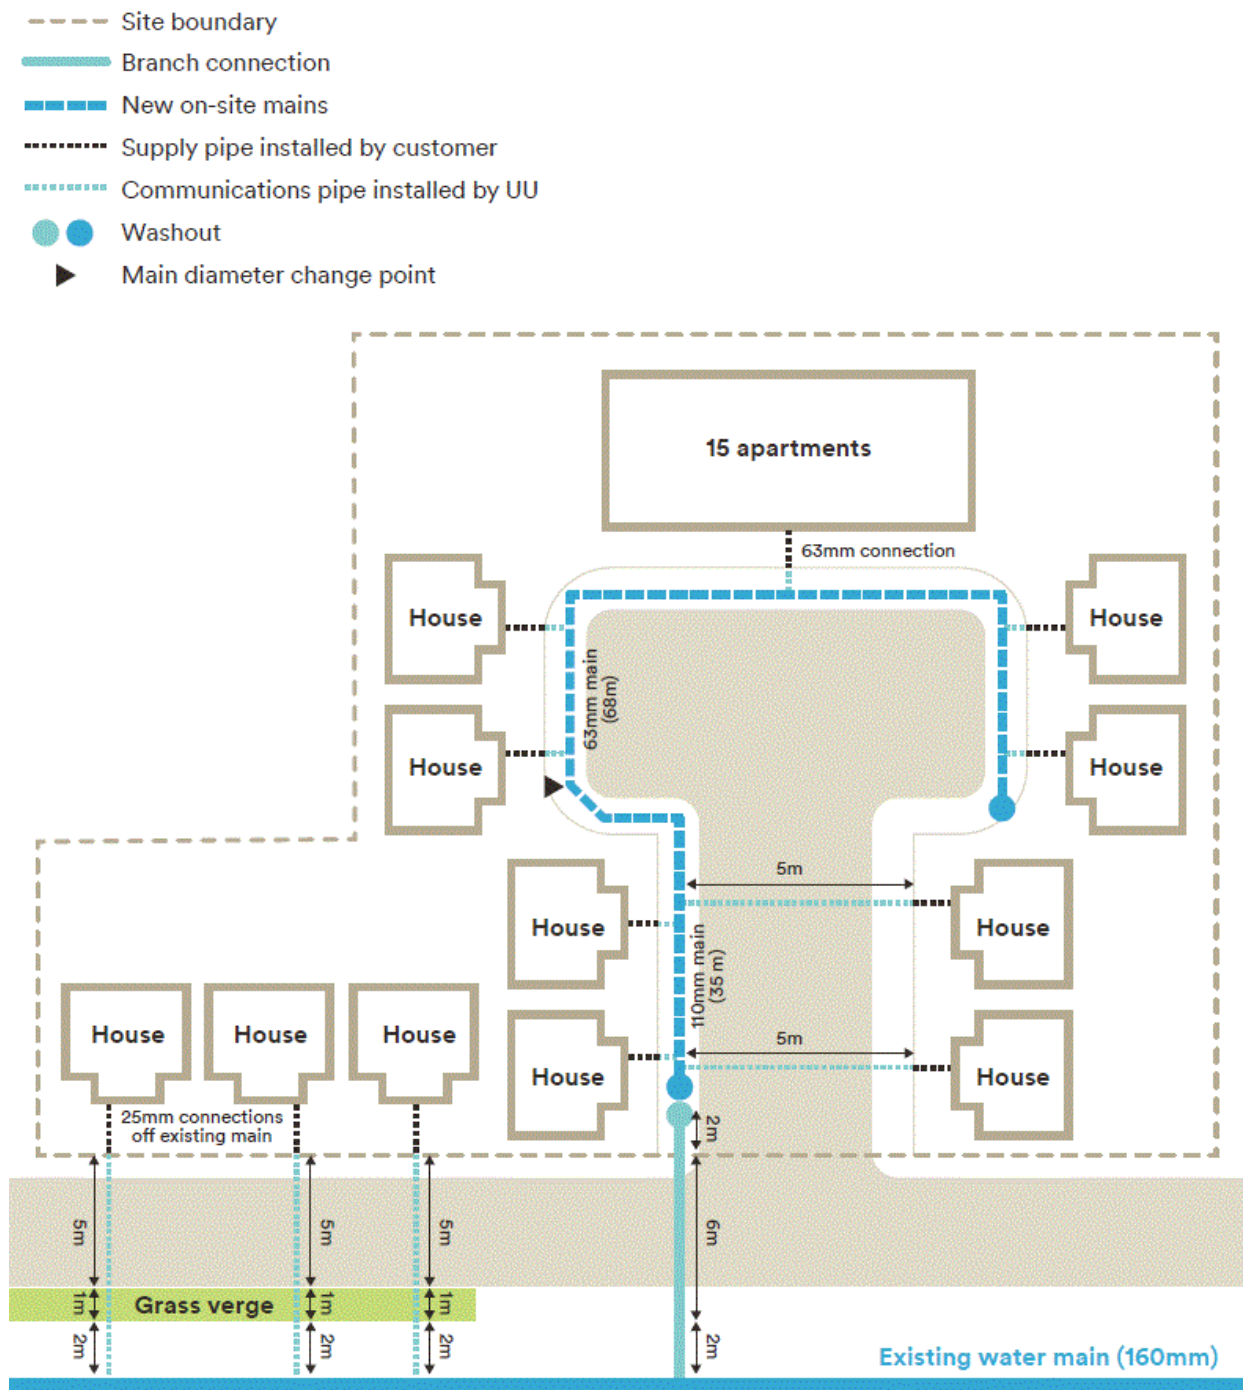 Site boundary
Branch connection
New on-site mains
Supply pipe installed by customer
Communications pipe installed by UU
Washout
Main diameter change point
15 apartments
63mm connection
House
House
63mm main
(68m)
House
House
5m
House
House
110mm main
(35 m)
House
House
House
5m
House
House
25mm connections
off existing main
2m
5m
5m
5m
6m
1m
Grass verge
1m
1m
2m
2m
2m
2m
Existing water main (160mm)